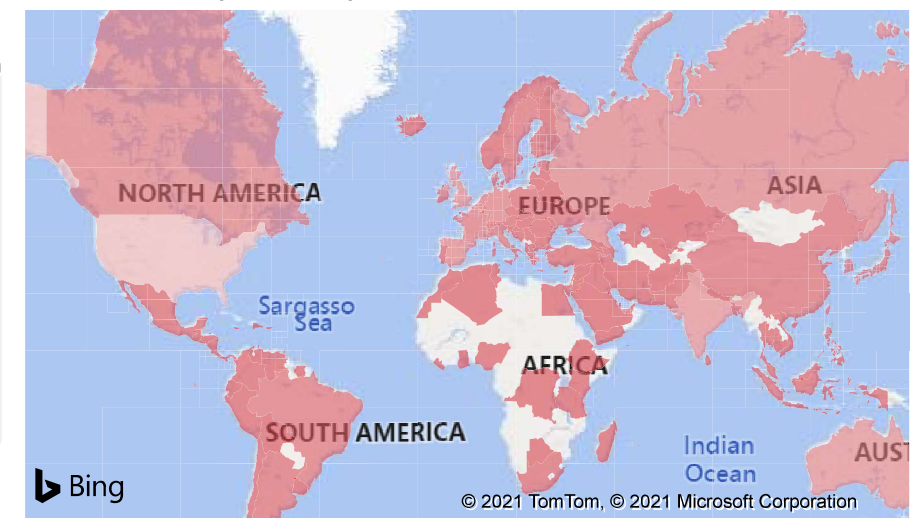 ASIA
NORTH AMERICA
EUROPE
Sargasso
Sea
AFRICA
SOUTH AMERICA
Indian
Ocean
AUST
Bing
© 2021 TomTom, © 2021 Microsoft Corporation